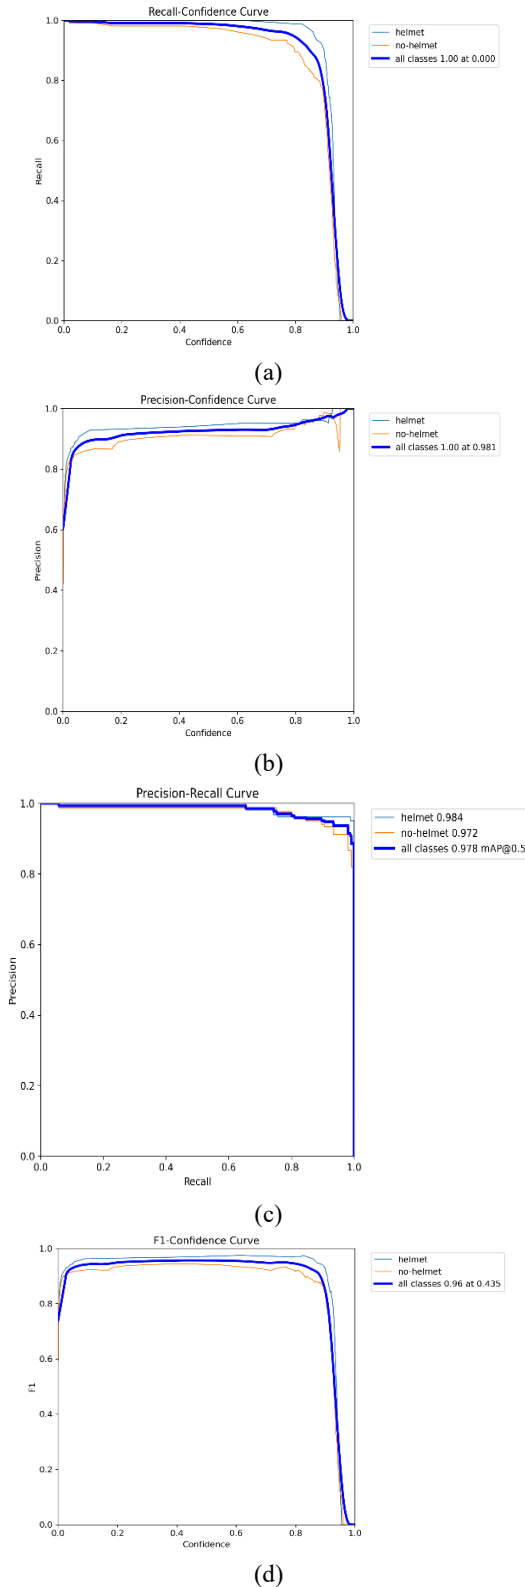 Recall-Confidence Curve
1.0
0.8
0.6
0.4
0.2
0.0
Recall
0.0 0.2 0.4 0.6 0.8 1.0
Confidence
helmet
no-helmet
all classes 1.00 at 0.000
(a)
Precision-Confidence Curve
1.0
0.8
0.6
0.4
0.2
0.0
Precision
0.0 0.2 0.4 0.6 0.8 1.0
Confidence
helmet
no-helmet
all classes 1.00 at 0.981
(b)
Precision-Recall Curve
1.0
0.8
0.6
0.4
0.2
0.0
Precision
0.0 0.2 0.4 0.6 0.8 1.0
Recall
helmet 0.984
no-helmet 0.972
all classes 0.978 mAP@0.5
(c)
F1-Confidence Curve
1.0
0.8
0.6
0.4
0.2
0.0
F1
0.0 0.2 0.4 0.6 0.8 1.0
Confidence
helmet
no-helmet
all classes 0.96 at 0.435
(d)